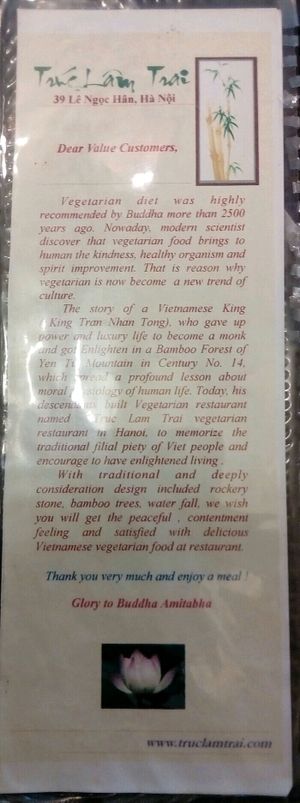 Trúc Lâm Trai
39 Lê Ngọc Hân, Hà Nội
Dear Value Customers,
Vegetarian diet was highly
recommended by Buddha more than 2500
years ago. Nowaday, modern scientist
discover that vegetarian food brings to
human the kindness, healthy organism and
spirit improvement. That is reason why
vegetarian is now become a new trend of
culture.
The story of a Vietnamese King
( King Tran Nhan Tong), who gave up
power and luxury life to become a monk
and got Enlighten in a Bamboo Forest of
Yen Tu Mountain in Century No. 14,
which spread a profound lesson about
moral of human life. Today, his
descendants built Vegetarian restaurant
named Truc Lam Trai vegetarian
restaurant in Hanoi, to memorize the
traditional filial piety of Viet people and
encourage to have enlightened living .
With traditional and deeply
consideration design included rockery
stone, bamboo trees, water fall, we wish
you will get the peaceful , contentment
feeling and satisfied with delicious
Vietnamese vegetarian food at restaurant.
Thank you very much and enjoy a meal !
Glory to Buddha Amitabha
www.truclamtrai.com